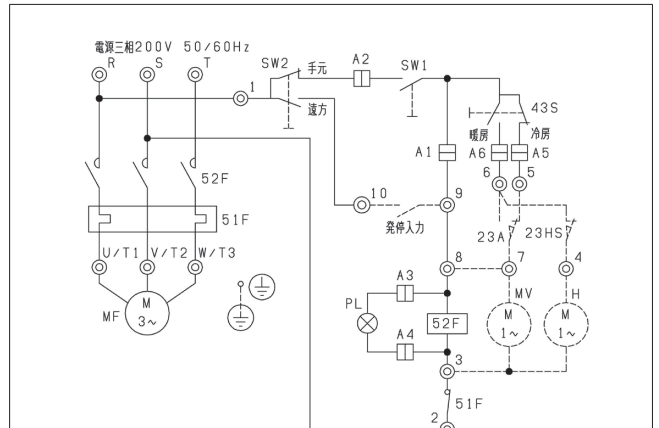 電源三相200V 50/60Hz
R S T
1
SW2
手元
遠方
A2
SW1
43S
暖房 冷房
A1
A6 A5
6 5
52F
51F
10
9
発停入力
23A 23HS
U/T1 V/T2 W/T3
8
7
4
MF
M
3~
PL
A3
52F
A4
MV
M
1~
H
M
1~
3
51F
2